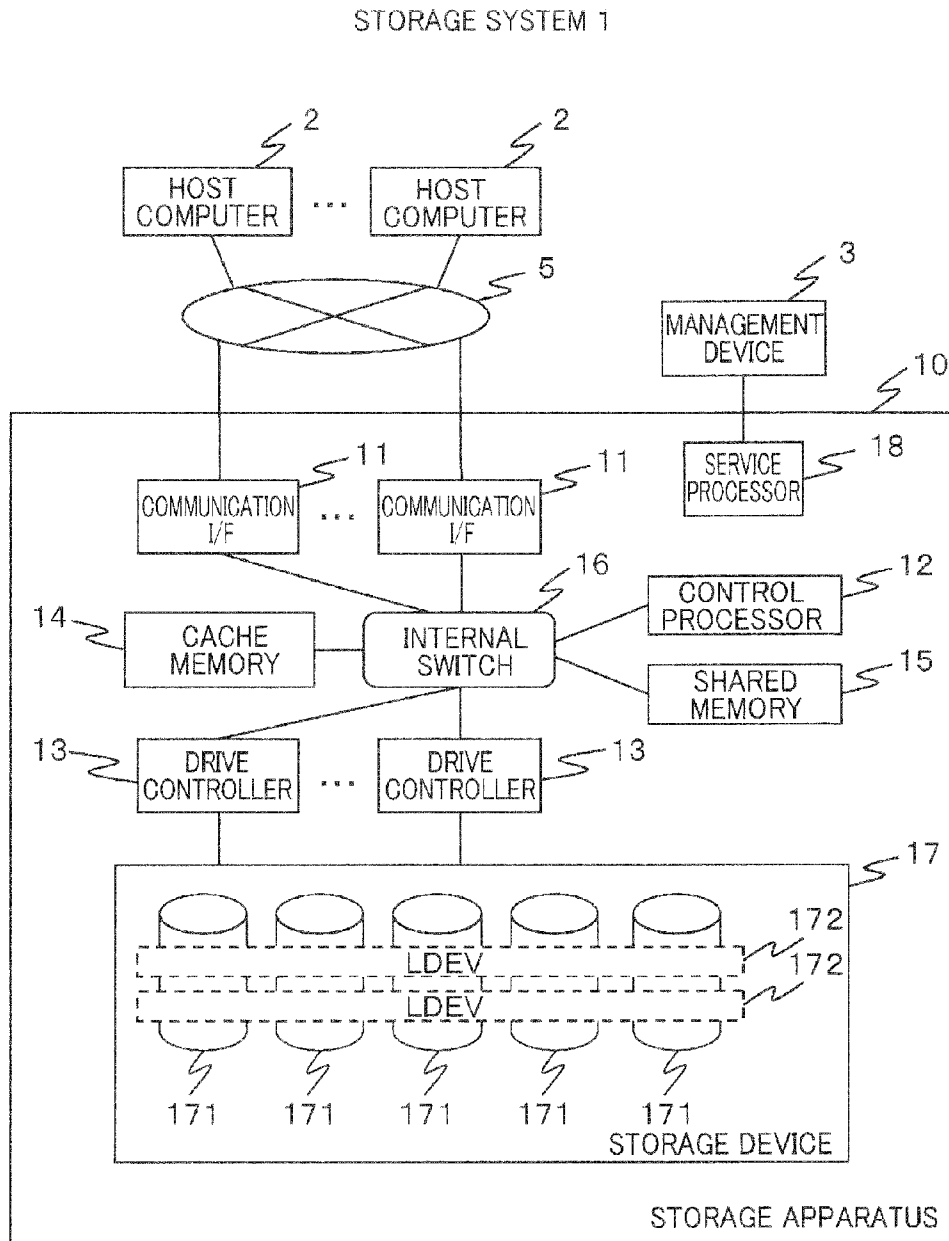 STORAGE SYSTEM 1
2
2
HOST
COMPUTER
...
HOST
COMPUTER
5
3
MANAGEMENT
DEVICE
10
11
11
18
SERVICE
PROCESSOR
COMMUNICATION
I/F
...
COMMUNICATION
I/F
16
12
CONTROL
PROCESSOR
14
CACHE
MEMORY
INTERNAL
SWITCH
15
SHARED
MEMORY
13
DRIVE
CONTROLLER
...
DRIVE
CONTROLLER
13
17
172
LDEV
172
LDEV
171
171
171
171
171
STORAGE DEVICE
STORAGE APPARATUS